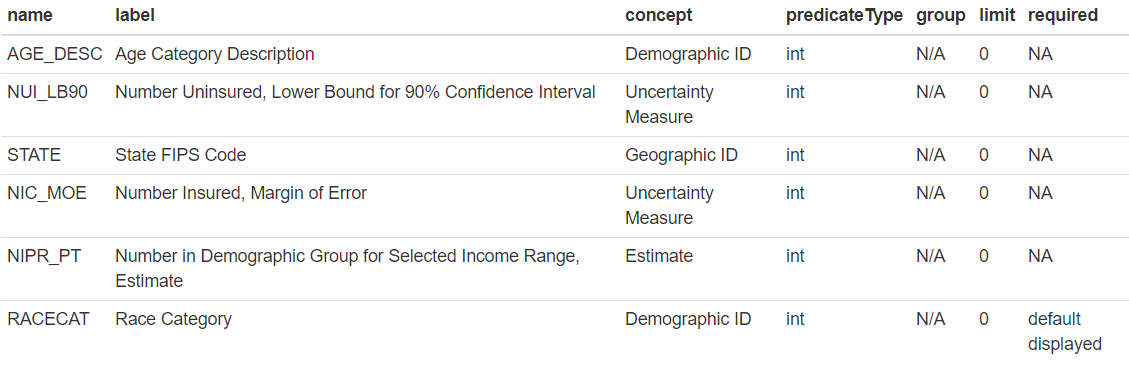 name label concept predicateType group limit required
AGE_DESC Age Category Description Demographic ID int N/A 0 NA
NUI_LB90 Number Uninsured, Lower Bound for 90% Confidence Interval Uncertainty int N/A 0 NA
Measure
STATE State FIPS Code Geographic ID int N/A 0 NA
NIC_MOE Number Insured, Margin of Error Uncertainty int N/A 0 NA
Measure
NIPR_PT Number in Demographic Group for Selected Income Range, Estimate int N/A 0 NA
Estimate
RACECAT Race Category Demographic ID int N/A 0 default
displayed